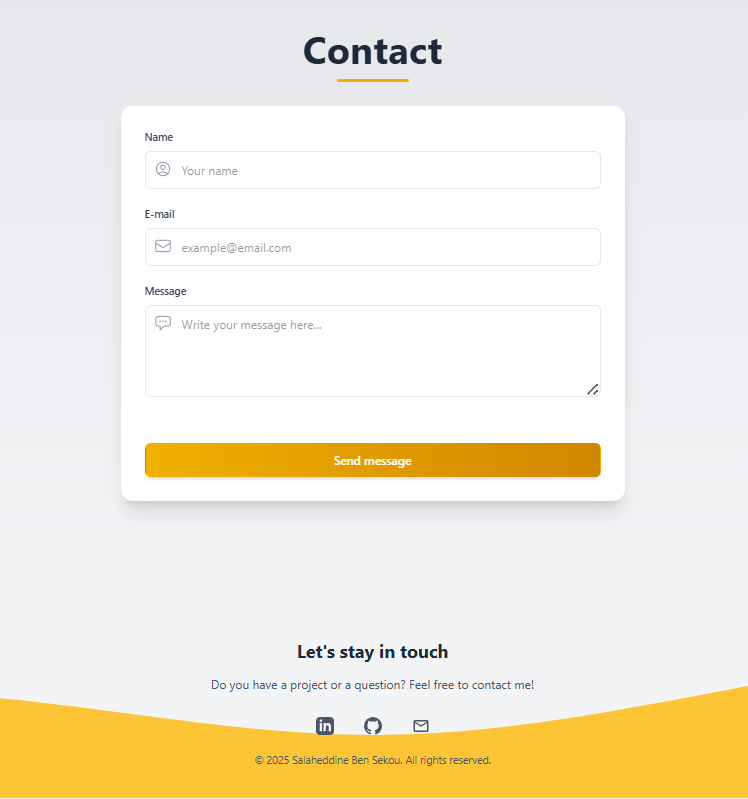 Contact
Name
Your name
E-mail
example@email.com
Message
Write your message here...
Send message
Let's stay in touch
Do you have a project or a question? Feel free to contact me!
in
© 2025 Salaheddine Ben Sekou. All rights reserved.